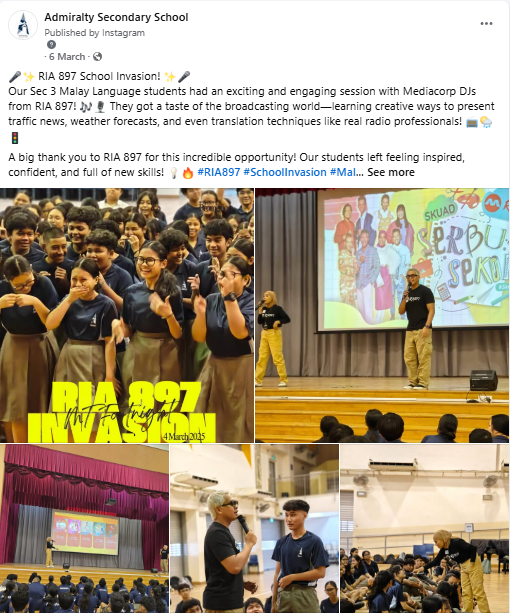 Admiralty Secondary School
Published by Instagram
· 6 March ·
🎤✨ RIA 897 School Invasion! ✨🎤
Our Sec 3 Malay Language students had an exciting and engaging session with Mediacorp DJs
from RIA 897! 🎶🎙️ They got a taste of the broadcasting world—learning creative ways to present
traffic news, weather forecasts, and even translation techniques like real radio professionals! 📺🌦️
🚦
A big thank you to RIA 897 for this incredible opportunity! Our students left feeling inspired,
confident, and full of new skills! 💡🔥 #RIA897 #SchoolInvasion #Mal... See more
SKUAD
SERBU
SEKOL
RIA 897
Art Fortnight
INVASION
4 March 2025